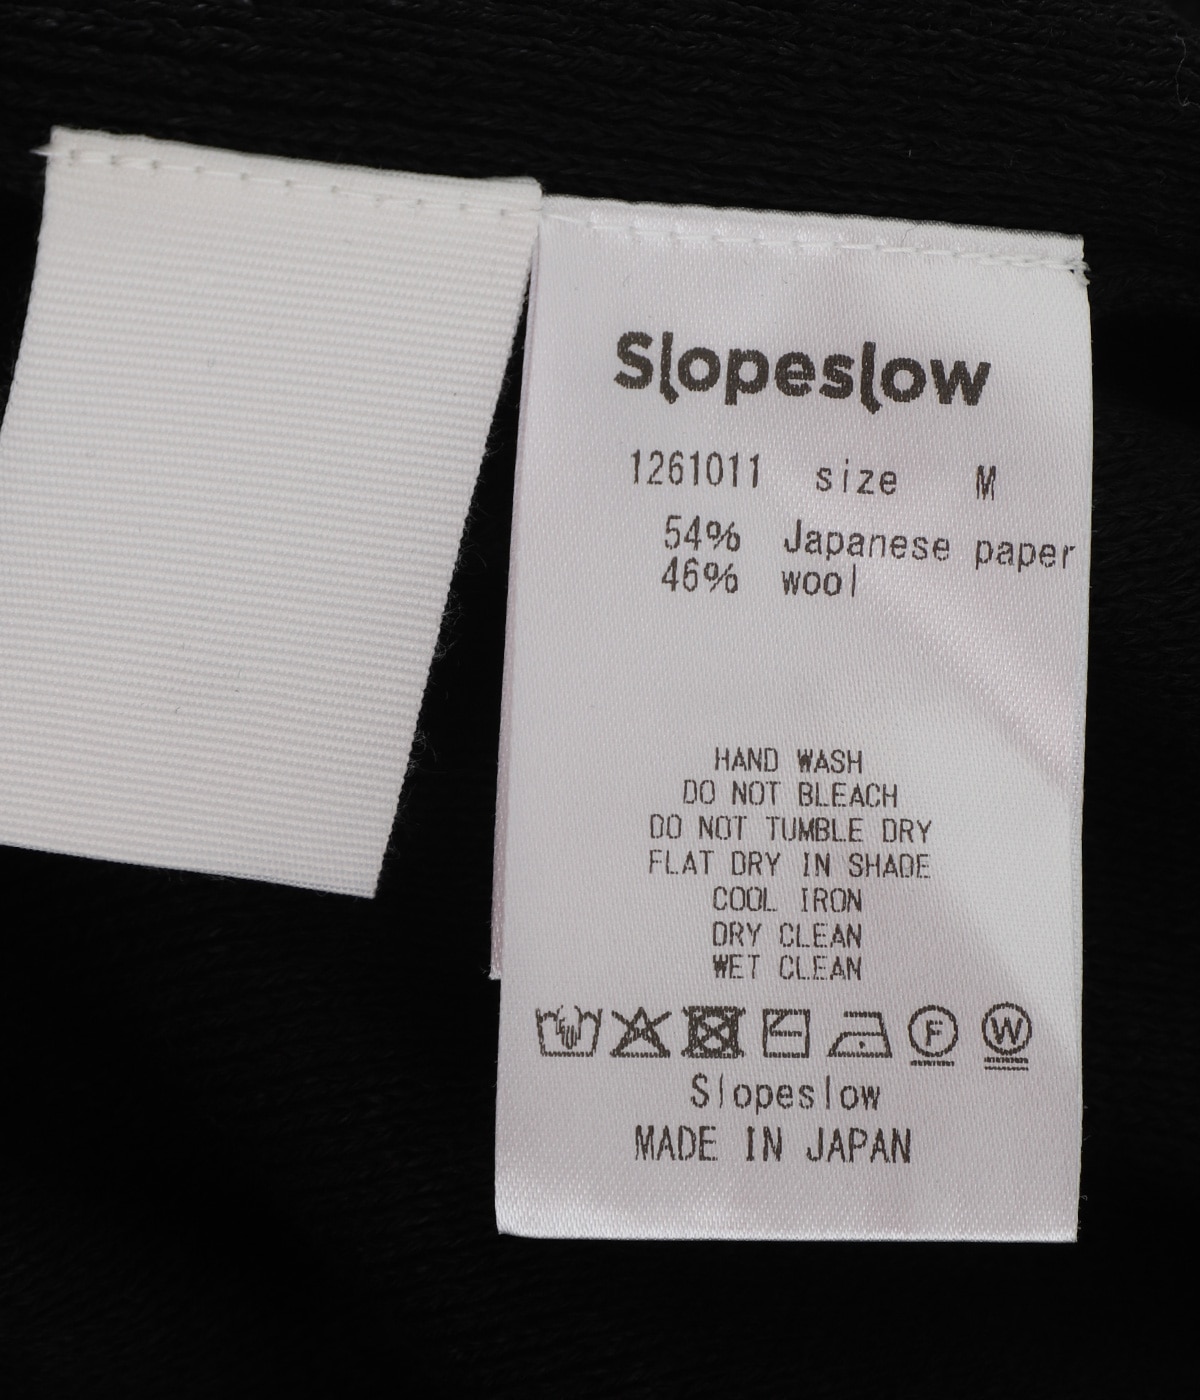 Slopeslow
1261011 size M
54% Japanese paper
46% wool
HAND WASH
DO NOT BLEACH
DO NOT TUMBLE DRY
FLAT DRY IN SHADE
COOL IRON
DRY CLEAN
WET CLEAN
F W
Slopeslow
MADE IN JAPAN